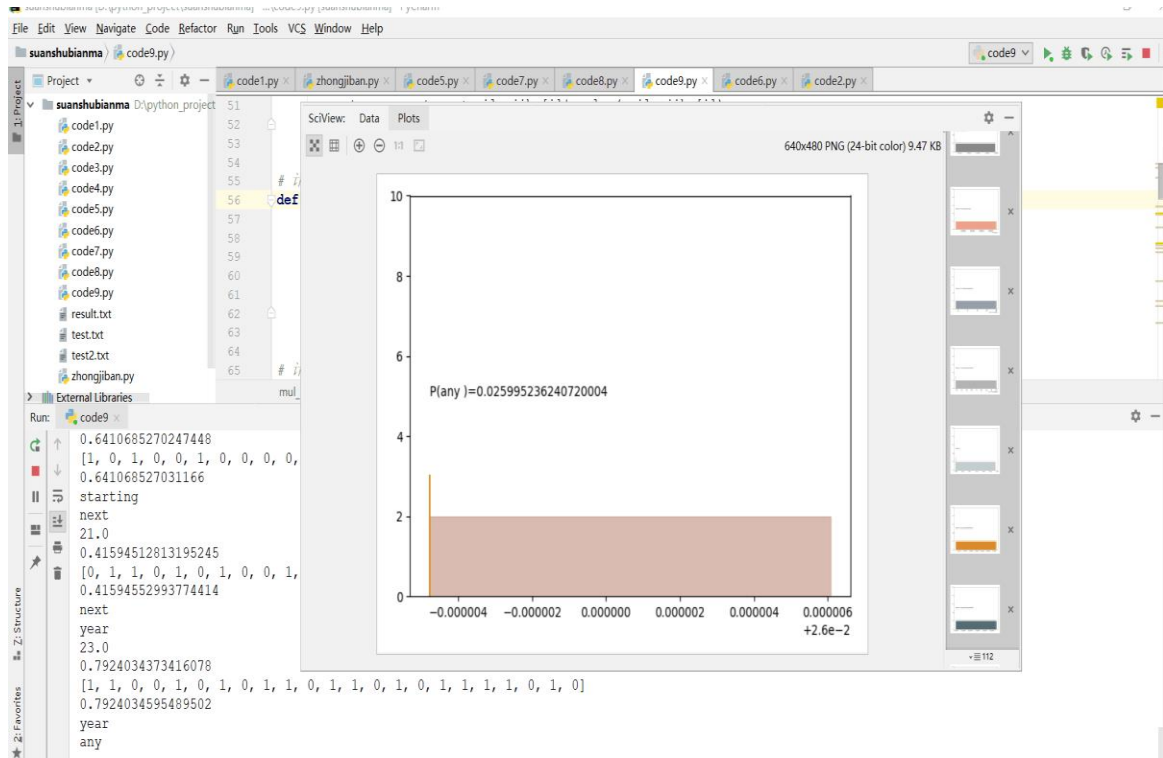 File Edit View Navigate Code Refactor Run Tools VCS Window Help
suanshubianma code9.py code9
1: Project
Project code1.py zhongjiban.py code5.py code7.py code8.py code9.py code6.py code2.py
suanshubianma D:\python_project
code1.py
code2.py
code3.py
code4.py
code5.py
code6.py
code7.py
code8.py
code9.py
result.txt
test.txt
test2.txt
zhongjiban.py
External Libraries
51
52
53
54
55 #
56 def
57
58
59
60
61
62
63
64
65 #
mul_
SciView: Data Plots
1:1 640x480 PNG (24-bit color) 9.47 KB
10
8
6
P(any )=0.025995236240720004
4
2
0
−0.000004 −0.000002 0.000000 0.000002 0.000004 0.000006
+2.6e−2
112
Run: code9
0.6410685270247448
[1, 0, 1, 0, 0, 1, 0, 0, 0, 0,
0.641068527031166
starting
next
21.0
0.41594512813195245
[0, 1, 1, 0, 1, 0, 1, 0, 0, 1,
0.41594552993774414
next
year
23.0
0.7924034373416078
[1, 1, 0, 0, 1, 0, 1, 0, 1, 1, 0, 1, 1, 0, 1, 0, 1, 1, 1, 1, 0, 1, 0]
0.7924034595489502
year
any
Z: Structure
2: Favorites